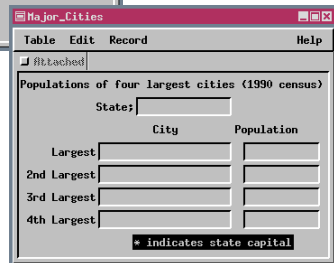 Major_Cities
Table Edit Record Help
Attached
Populations of four largest cities (1990 census)
State;
City Population
Largest
2nd Largest
3rd Largest
4th Largest
* indicates state capital